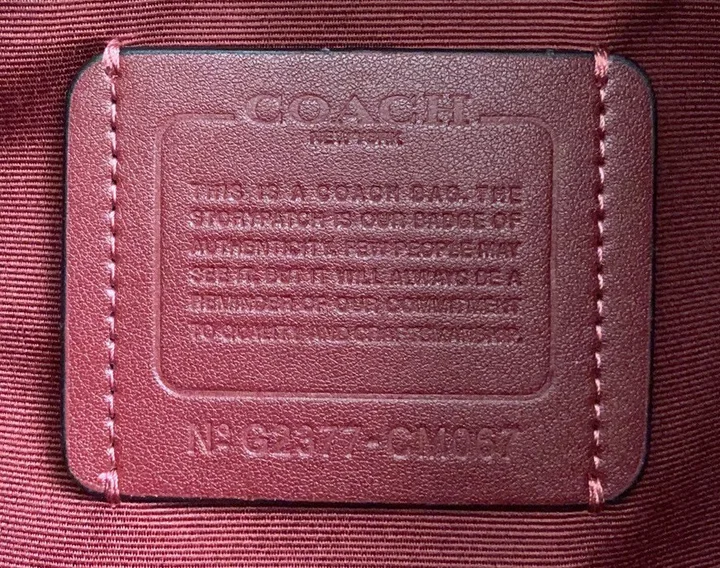 COACH
NEW YORK
THIS IS A COACH BAG. THE
STORYPATCH IS OUR BADGE OF
AUTHENTICITY. FEW PEOPLE MAY
SEE IT, BUT IT WILL ALWAYS BE A
REMINDER OF OUR COMMITMENT
TO QUALITY AND CRAFTSMANSHIP.
Nº G2377-CM067